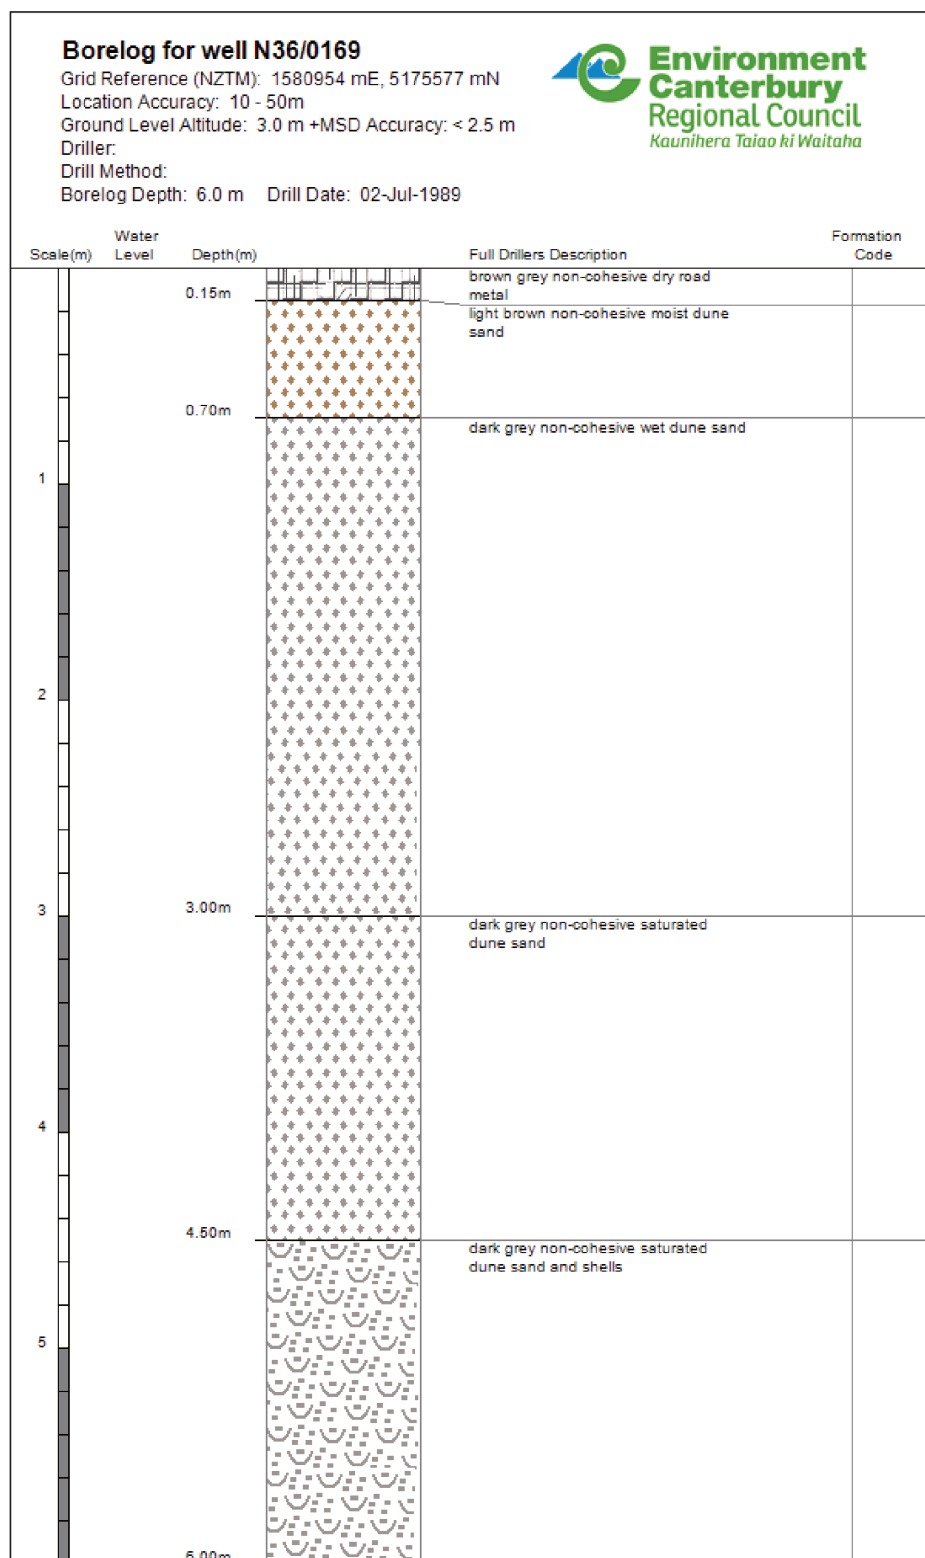 Borelog for well N36/0169
Grid Reference (NZTM): 1580954 mE, 5175577 mN
Location Accuracy: 10 - 50m
Ground Level Altitude: 3.0 m +MSD Accuracy: < 2.5 m
Driller:
Drill Method:
Borelog Depth: 6.0 m Drill Date: 02-Jul-1989
Environment
Canterbury
Regional Council
Kaunihera Taiao ki Waitaha
Scale(m)
Water
Level
Depth(m)
Full Drillers Description
Formation
Code
brown grey non-cohesive dry road
metal
0.15m
light brown non-cohesive moist dune
sand
0.70m
dark grey non-cohesive wet dune sand
1
2
3
3.00m
dark grey non-cohesive saturated
dune sand
4
4.50m
dark grey non-cohesive saturated
dune sand and shells
5